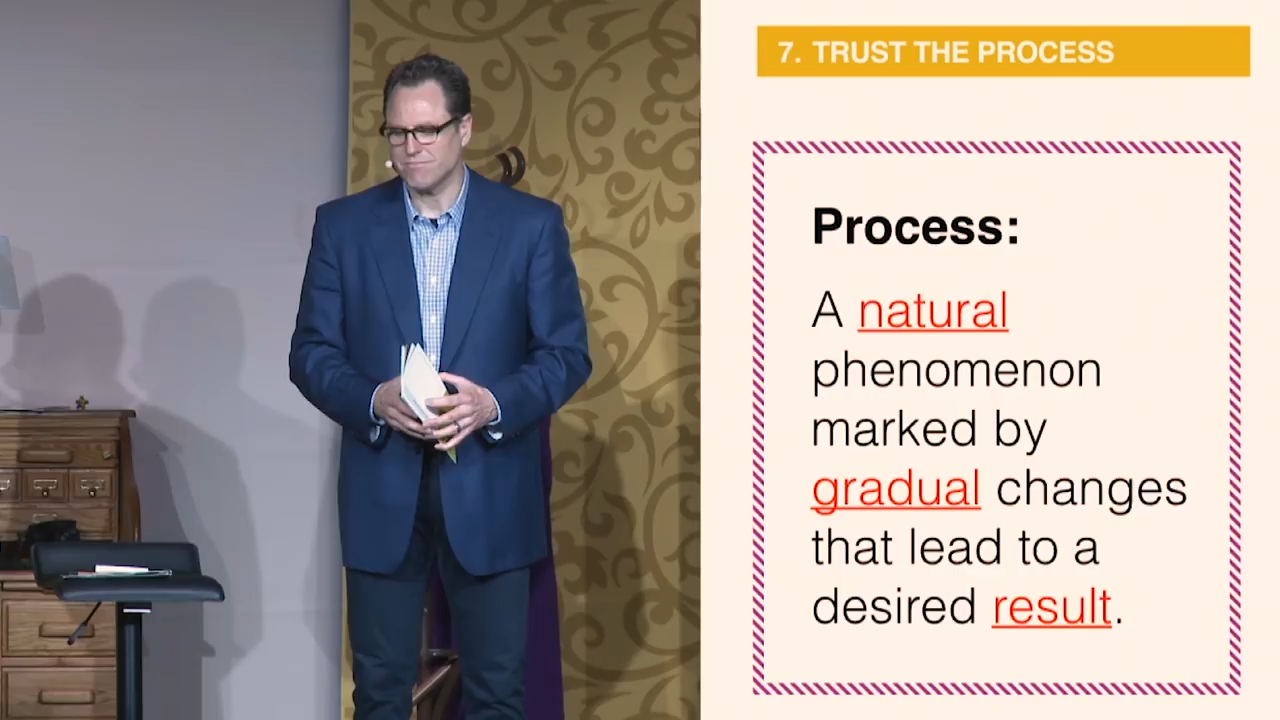 7. TRUST THE PROCESS
Process:
A natural
phenomenon
marked by
gradual changes
that lead to a
desired result.